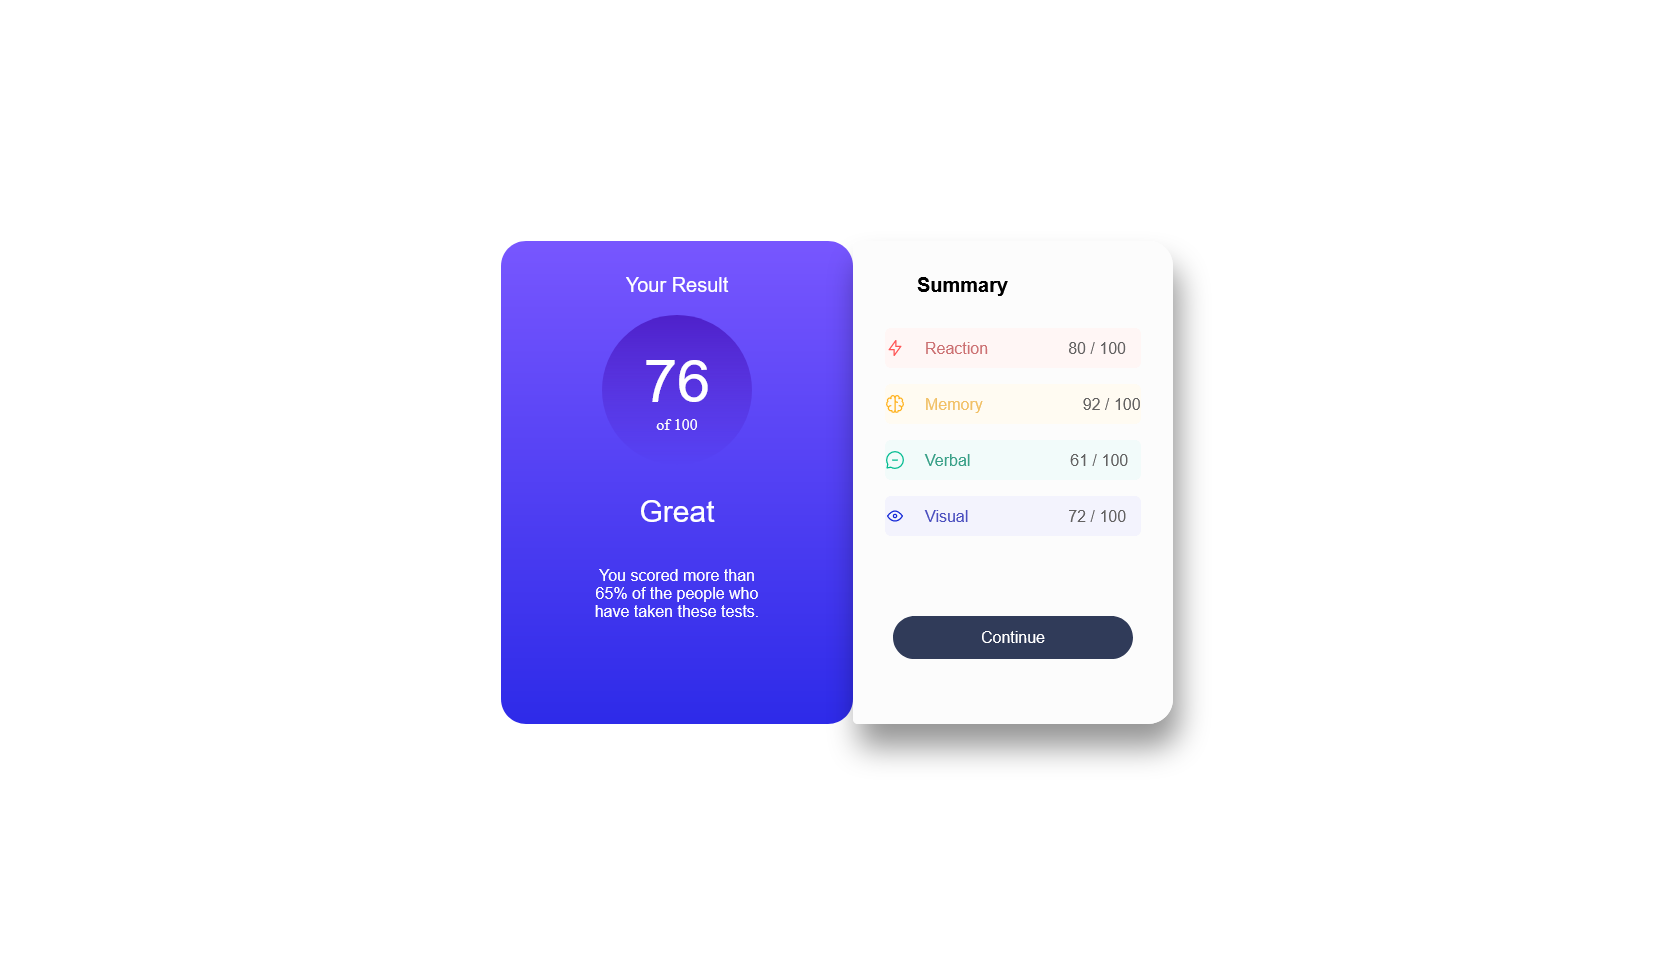 Your Result
76
of 100
Great
You scored more than
65% of the people who
have taken these tests.
Summary
Reaction 80 / 100
Memory 92 / 100
Verbal 61 / 100
Visual 72 / 100
Continue